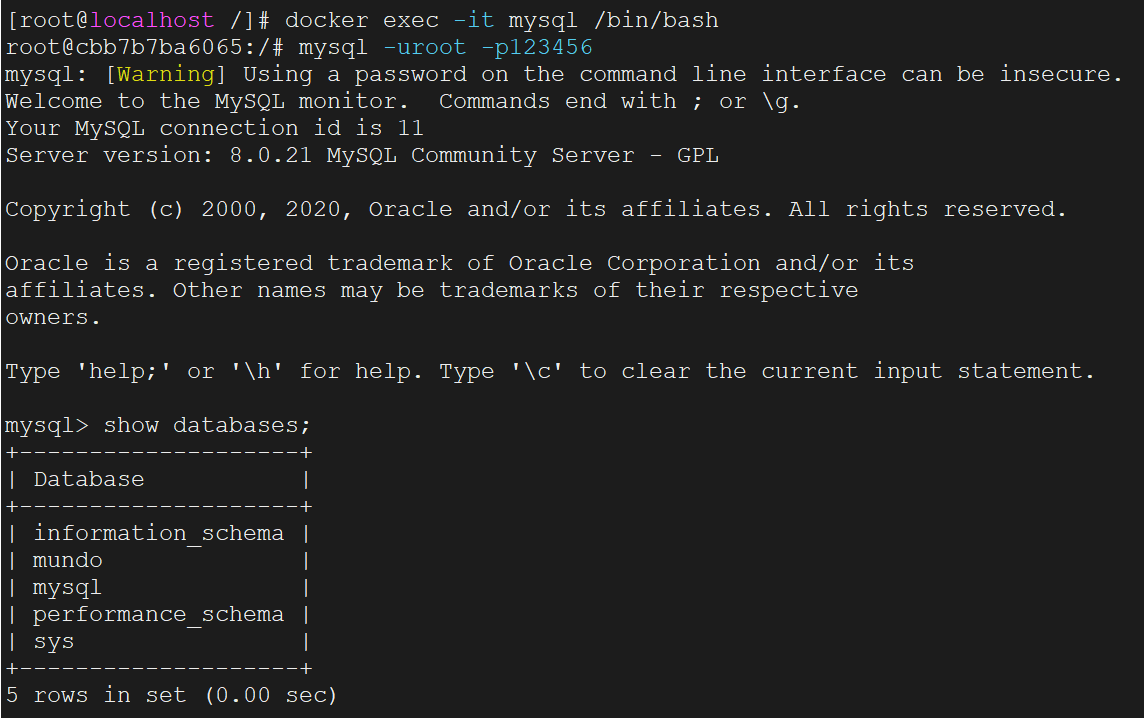 [root@localhost /]# docker exec -it mysql /bin/bash
root@cbb7b7ba6065:/# mysql -uroot -p123456
mysql: [Warning] Using a password on the command line interface can be insecure.
Welcome to the MySQL monitor.  Commands end with ; or \g.
Your MySQL connection id is 11
Server version: 8.0.21 MySQL Community Server - GPL

Copyright (c) 2000, 2020, Oracle and/or its affiliates. All rights reserved.

Oracle is a registered trademark of Oracle Corporation and/or its
affiliates. Other names may be trademarks of their respective
owners.

Type 'help;' or '\h' for help. Type '\c' to clear the current input statement.

mysql> show databases;
+--------------------+
| Database           |
+--------------------+
| information_schema |
| mundo              |
| mysql              |
| performance_schema |
| sys                |
+--------------------+
5 rows in set (0.00 sec)